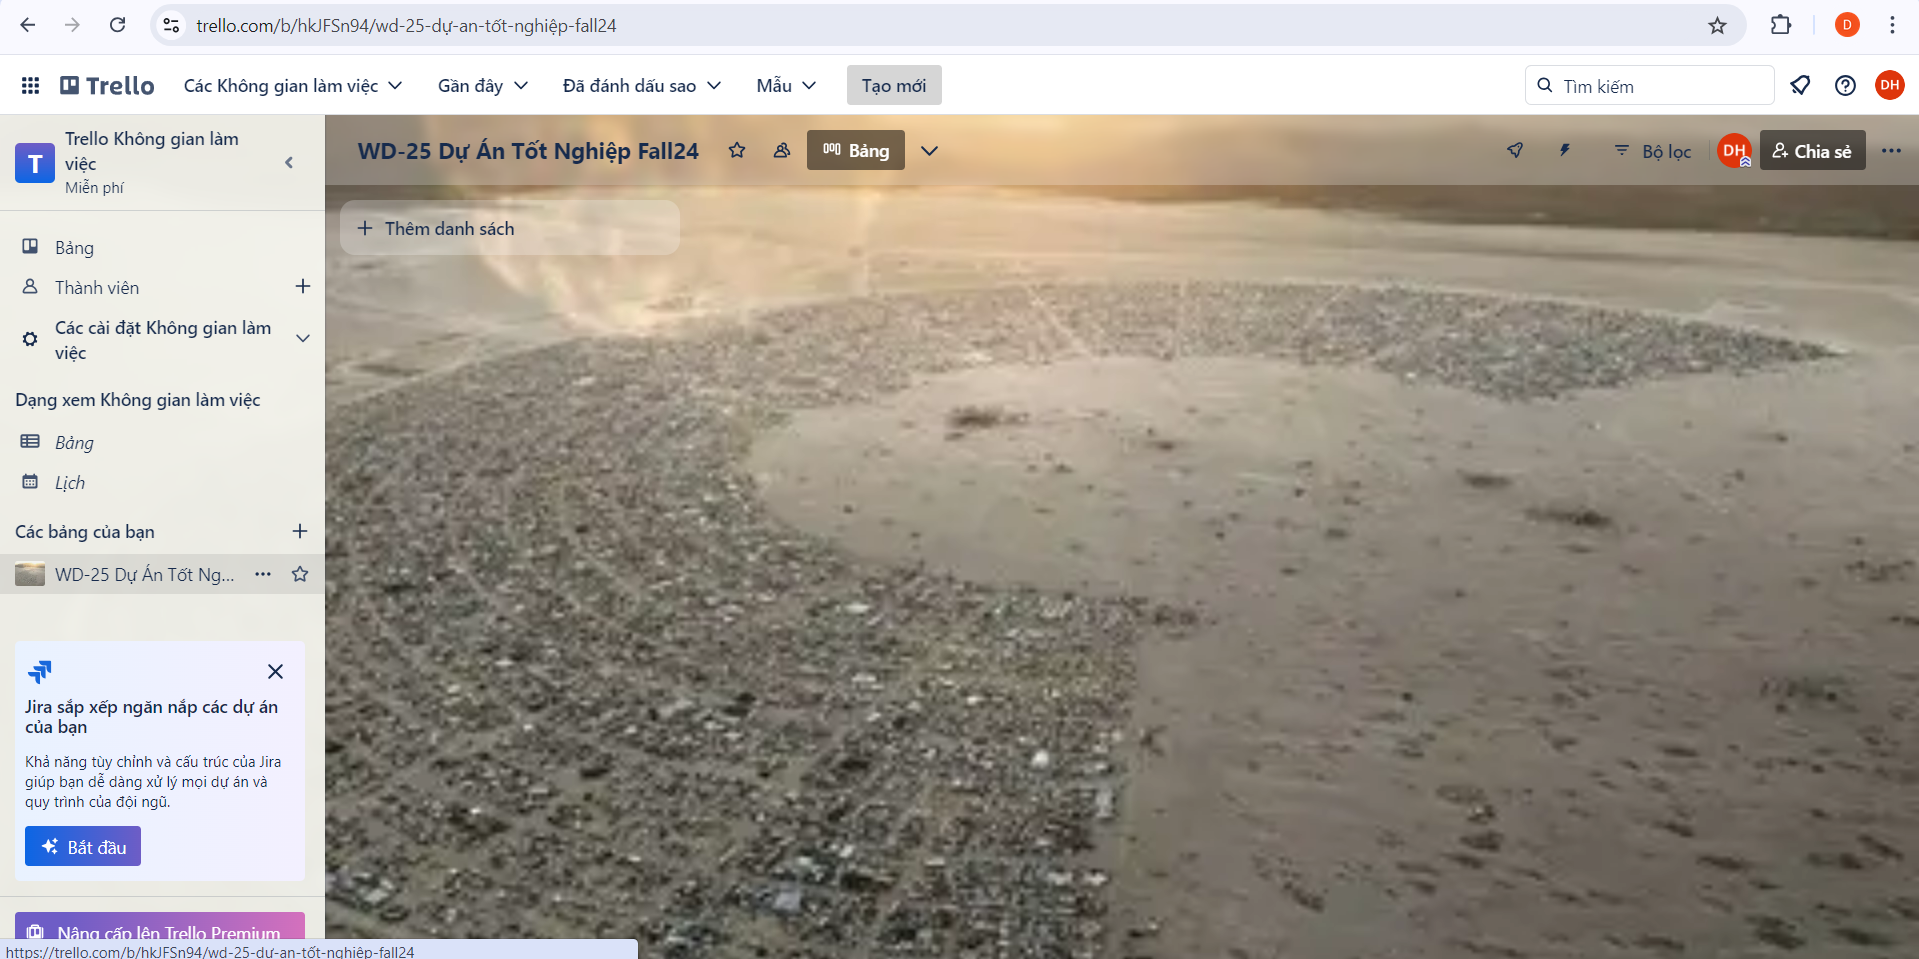 trello.com/b/hkJFSn94/wd-25-dự-an-tốt-nghiệp-fall24
D
Trello
Các Không gian làm việc
Gần đây
Đã đánh dấu sao
Mẫu
Tạo mới
Tìm kiếm
DH
T
Trello Không gian làm
việc
Miễn phí
WD-25 Dự Án Tốt Nghiệp Fall24
Bảng
Bộ lọc
DH
Chia sẻ
Thêm danh sách
Bảng
Thành viên
Các cài đặt Không gian làm
việc
Dạng xem Không gian làm việc
Bảng
Lịch
Các bảng của bạn
WD-25 Dự Án Tốt Ng...
Jira sắp xếp ngăn nắp các dự án
của bạn
Khả năng tùy chỉnh và cấu trúc của Jira
giúp bạn dễ dàng xử lý mọi dự án và
quy trình của đội ngũ.
Bắt đầu
Nâng cấp lên Trello Premium
https://trello.com/b/hkJFSn94/wd-25-dự-an-tốt-nghiệp-fall24